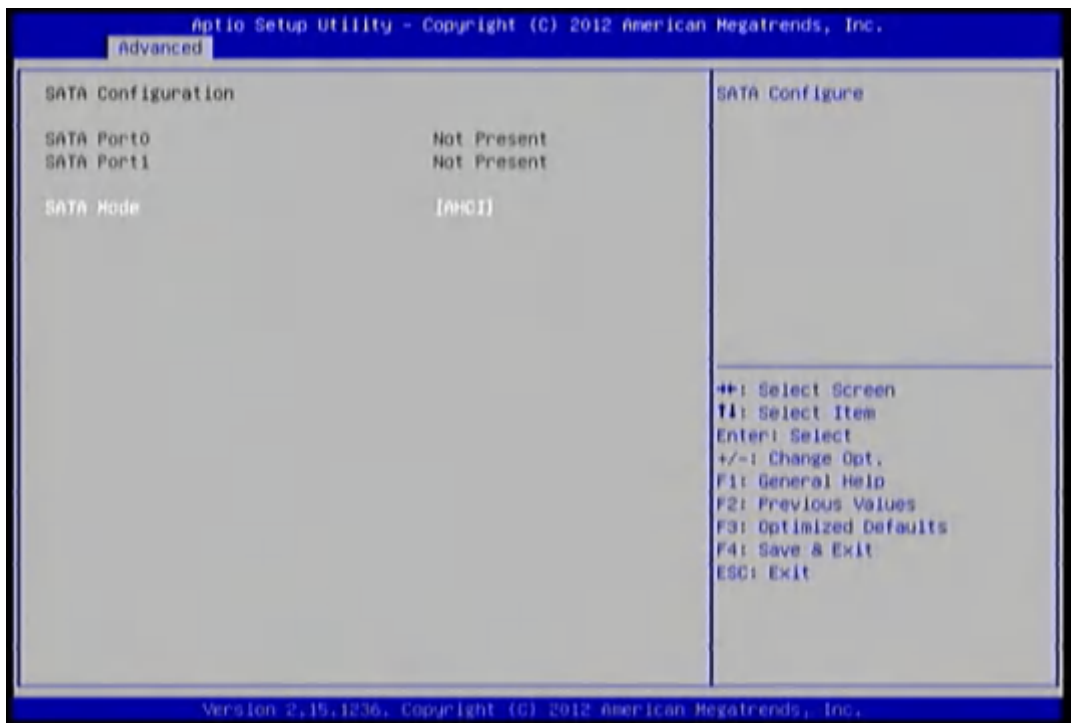 Aptio Setup Utility - Copyright (C) 2012 American Megatrends, Inc.
Advanced
SATA Configuration
SATA Port0 Not Present
SATA Port1 Not Present
SATA Mode [AHCI]
SATA Configure
→←: Select Screen
↑↓: Select Item
Enter: Select
+/-: Change Opt.
F1: General Help
F2: Previous Values
F3: Optimized Defaults
F4: Save & Exit
ESC: Exit
Version 2.15.1236. Copyright (C) 2012 American Megatrends, Inc.